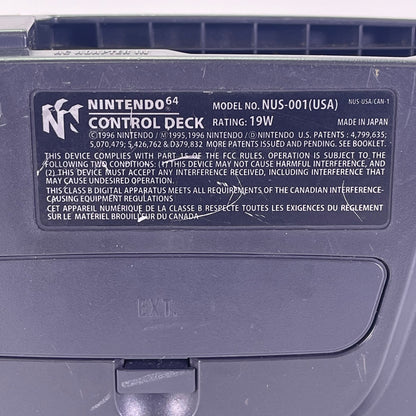 AC ADAPTER IN
NINTENDO 64 MODEL NO. NUS-001(USA) NUS-USA/CAN-1
CONTROL DECK RATING: 19W MADE IN JAPAN
©1996 NINTENDO / Ⓜ 1995,1996 NINTENDO / Ⓓ NINTENDO U.S. PATENTS : 4,799,635;
5,070,479; 5,426,762 & D379,832 MORE PATENTS ISSUED AND PENDING. SEE BOOKLET.
THIS DEVICE COMPLIES WITH PART 15 OF THE FCC RULES. OPERATION IS SUBJECT TO THE
FOLLOWING TWO CONDITIONS: (1),THIS DEVICE MAY NOT CAUSE HARMFUL INTERFERENCE, AND
(2),THIS DEVICE MUST ACCEPT ANY INTERFERENCE RECEIVED, INCLUDING INTERFERENCE THAT
MAY CAUSE UNDESIRED OPERATION.
THIS CLASS B DIGITAL APPARATUS MEETS ALL REQUIREMENTS OF THE CANADIAN INTERFERENCE-
CAUSING EQUIPMENT REGULATIONS
CET APPAREIL NUMÉRIQUE DE LA CLASSE B RESPECTE TOUTES LES EXIGENCES DU RÈGLEMENT
SUR LE MATÉRIEL BROUILLEUR DU CANADA
EXT.